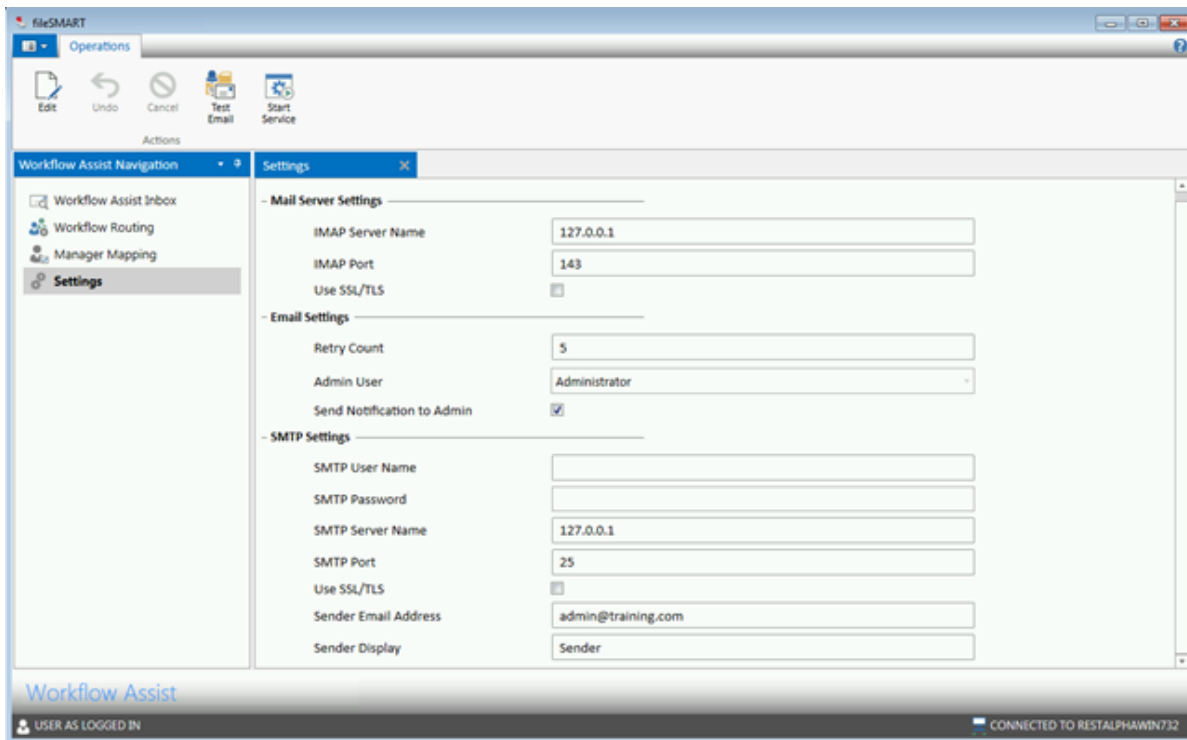 fileSMART
Operations
Edit Undo Cancel Test Email Start Service
Actions
Workflow Assist Navigation
Settings
Workflow Assist Inbox
Workflow Routing
Manager Mapping
Settings
Mail Server Settings
IMAP Server Name 127.0.0.1
IMAP Port 143
Use SSL/TLS
Email Settings
Retry Count 5
Admin User Administrator
Send Notification to Admin
SMTP Settings
SMTP User Name
SMTP Password
SMTP Server Name 127.0.0.1
SMTP Port 25
Use SSL/TLS
Sender Email Address admin@training.com
Sender Display Sender
Workflow Assist
USER AS LOGGED IN
CONNECTED TO RESTALPHAWIN732